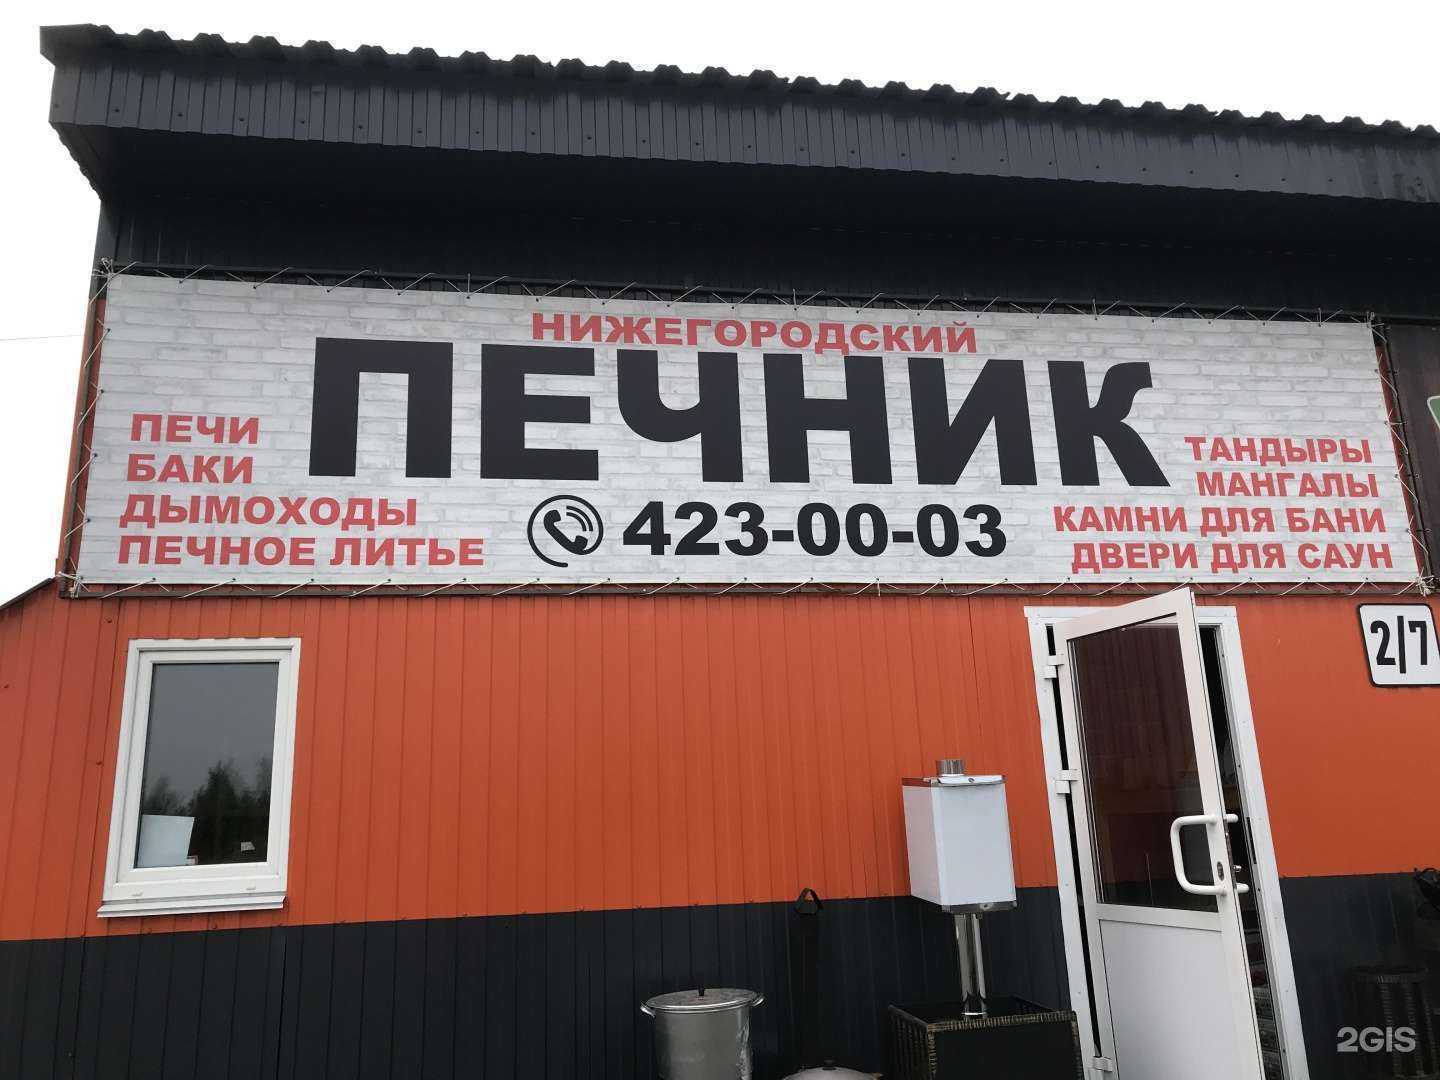 НИЖЕГОРОДСКИЙ
ПЕЧНИК
ПЕЧИ
БАКИ
ДЫМОХОДЫ
ПЕЧНОЕ ЛИТЬЕ
423-00-03
ТАНДЫРЫ
МАНГАЛЫ
КАМНИ ДЛЯ БАНИ
ДВЕРИ ДЛЯ САУН
2/7
2GIS